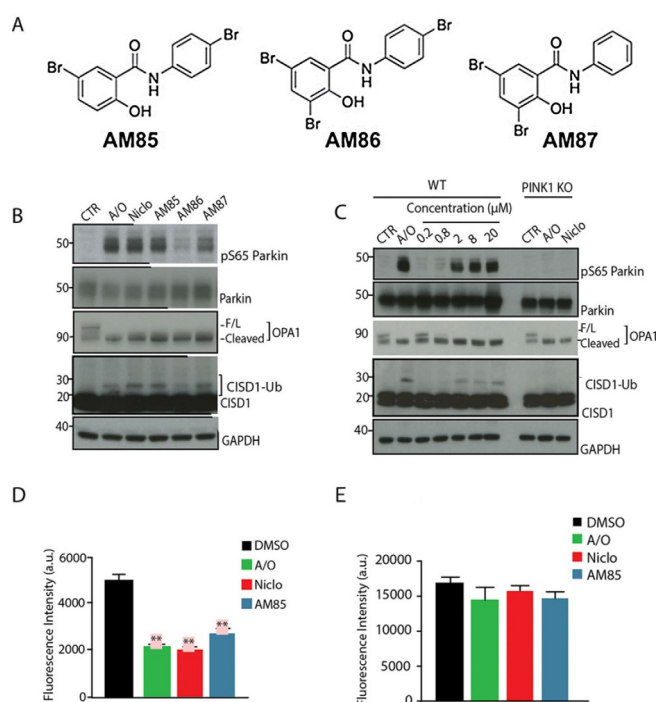 A
Br
O
N
H
Br
OH
AM85
Br
O
N
H
Br
OH
Br
AM86
Br
O
N
H
OH
Br
AM87
B
CTR
A/O
Niclo
AM85
AM86
AM87
50
pS65 Parkin
50
Parkin
90
F/L
Cleaved
OPA1
30
20
CISD1-Ub
CISD1
40
GAPDH
C
WT
PINK1 KO
Concentration (µM)
CTR
A/O
0.2
0.8
2
8
20
CTR
A/O
Niclo
50
pS65 Parkin
50
Parkin
90
F/L
Cleaved
OPA1
30
CISD1-Ub
20
CISD1
40
GAPDH
D
Fluorescence Intensity (a.u.)
6000
4000
2000
0
**
**
**
DMSO
A/O
Niclo
AM85
E
Fluorescence Intensity (a.u.)
20000
15000
10000
5000
0
DMSO
A/O
Niclo
AM85